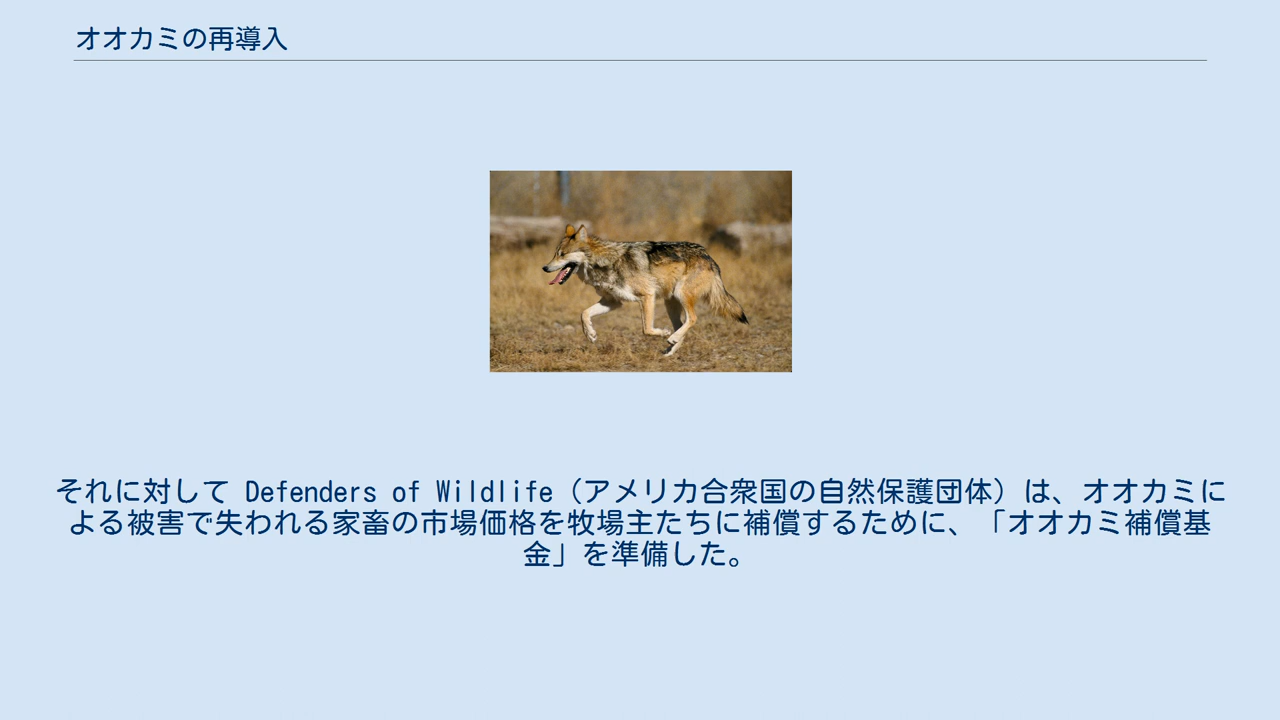 オオカミの再導入
それに対して Defenders of Wildlife（アメリカ合衆国の自然保護団体）は、オオカミに
よる被害で失われる家畜の市場価格を牧場主たちに補償するために、「オオカミ補償基
金」を準備した。